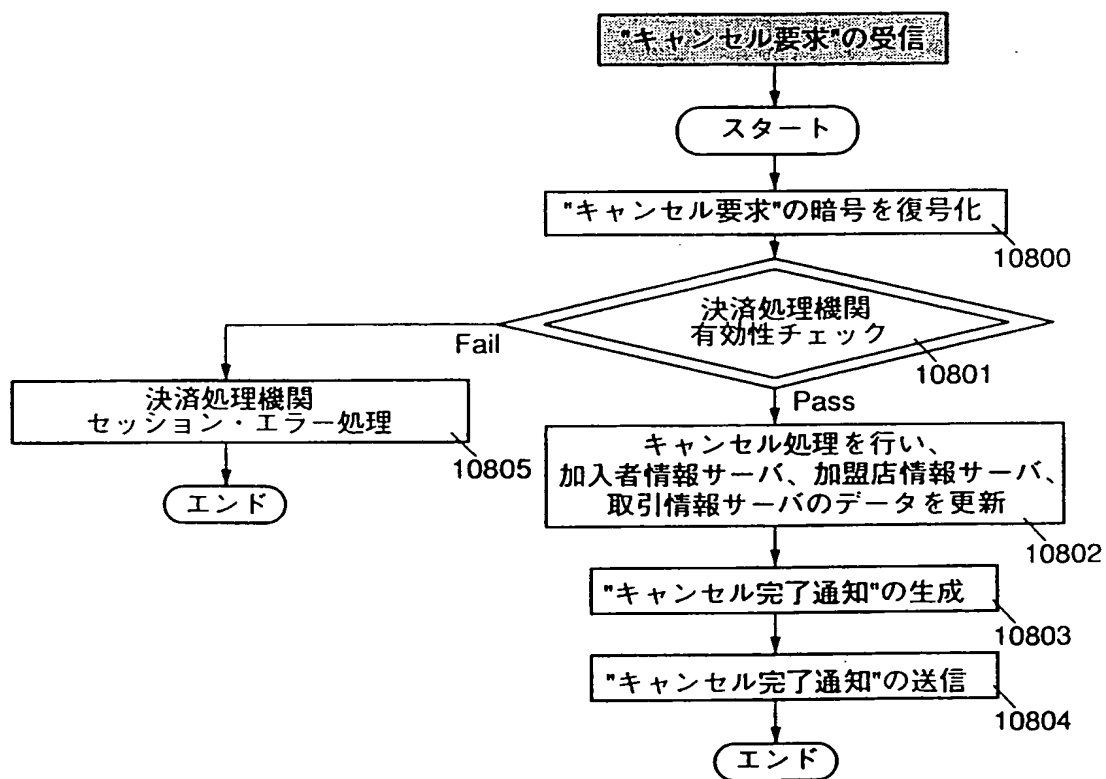 "キャンセル要求"の受信
スタート
"キャンセル要求"の暗号を復号化
10800
決済処理機関
有効性チェック
10801
Fail
Pass
決済処理機関
セッション・エラー処理
10805
エンド
キャンセル処理を行い、
加入者情報サーバ、加盟店情報サーバ、
取引情報サーバのデータを更新
10802
"キャンセル完了通知"の生成
10803
"キャンセル完了通知"の送信
10804
エンド